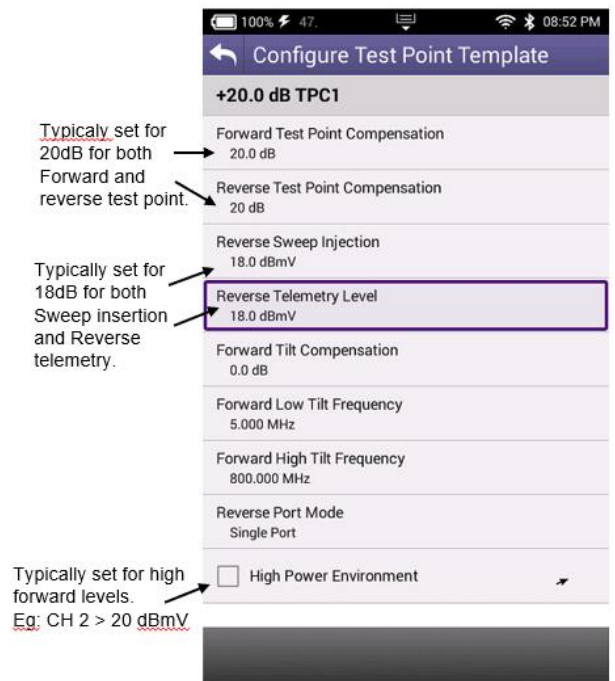 100% 47. 08:52 PM
Configure Test Point Template
+20.0 dB TPC1
Forward Test Point Compensation
20.0 dB
Reverse Test Point Compensation
20 dB
Reverse Sweep Injection
18.0 dBmV
Reverse Telemetry Level
18.0 dBmV
Forward Tilt Compensation
0.0 dB
Forward Low Tilt Frequency
5.000 MHz
Forward High Tilt Frequency
800.000 MHz
Reverse Port Mode
Single Port
High Power Environment
Typicaly set for
20dB for both
Forward and
reverse test point.
Typically set for
18dB for both
Sweep insertion
and Reverse
telemetry.
Typically set for high
forward levels.
Eg: CH 2 > 20 dBmV